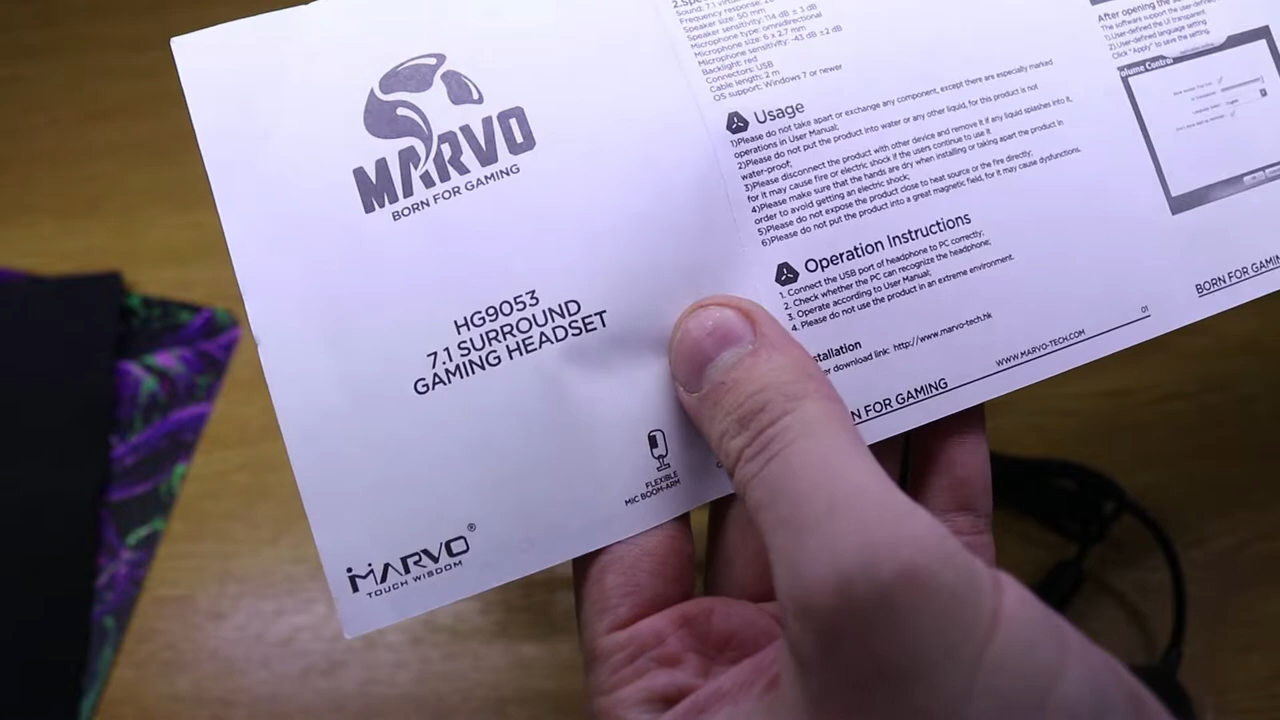 MARVO
BORN FOR GAMING
HG9053
7.1 SURROUND
GAMING HEADSET
FLEXIBLE
MIC BOOM-ARM
MARVO®
TOUCH WISDOM
Sound: 7.1
Frequency response:
Speaker size: 50 mm
Speaker sensitivity: 114 dB ± 3 dB
Microphone type: omnidirectional
Microphone size: 6 x 2.7 mm
Microphone sensitivity: -43 dB ±2 dB
Backlight: red
Connectors: USB
Cable length: 2 m
OS support: Windows 7 or newer
Usage
1)Please do not take apart or exchange any component, except there are especially marked
operations in User Manual;
2)Please do not put the product into water or any other liquid, for this product is not
water-proof;
3)Please disconnect the product with other device and remove it if any liquid splashes into it,
for it may cause fire or electric shock if the users continue to use it
4)Please make sure that the hands are dry when installing or taking apart the product in
order to avoid getting an electric shock;
5)Please do not expose the product close to heat source or the fire directly;
6)Please do not put the product into a great magnetic field, for it may cause dysfunctions.
Operation Instructions
1. Connect the USB port of headphone to PC correctly;
2. Check whether the PC can recognize the headphone;
3. Operate according to User Manual;
4. Please do not use the product in an extreme environment.
stallation
er download link: http://www.marvo-tech.hk
N FOR GAMING
WWW.MARVO-TECH.COM
01
After opening the
The software support the user-defined
1)User-defined the UI transparent.
2)User-defined language setting.
Click "Apply" to save the setting.
olume Control
BORN FOR GAMIN